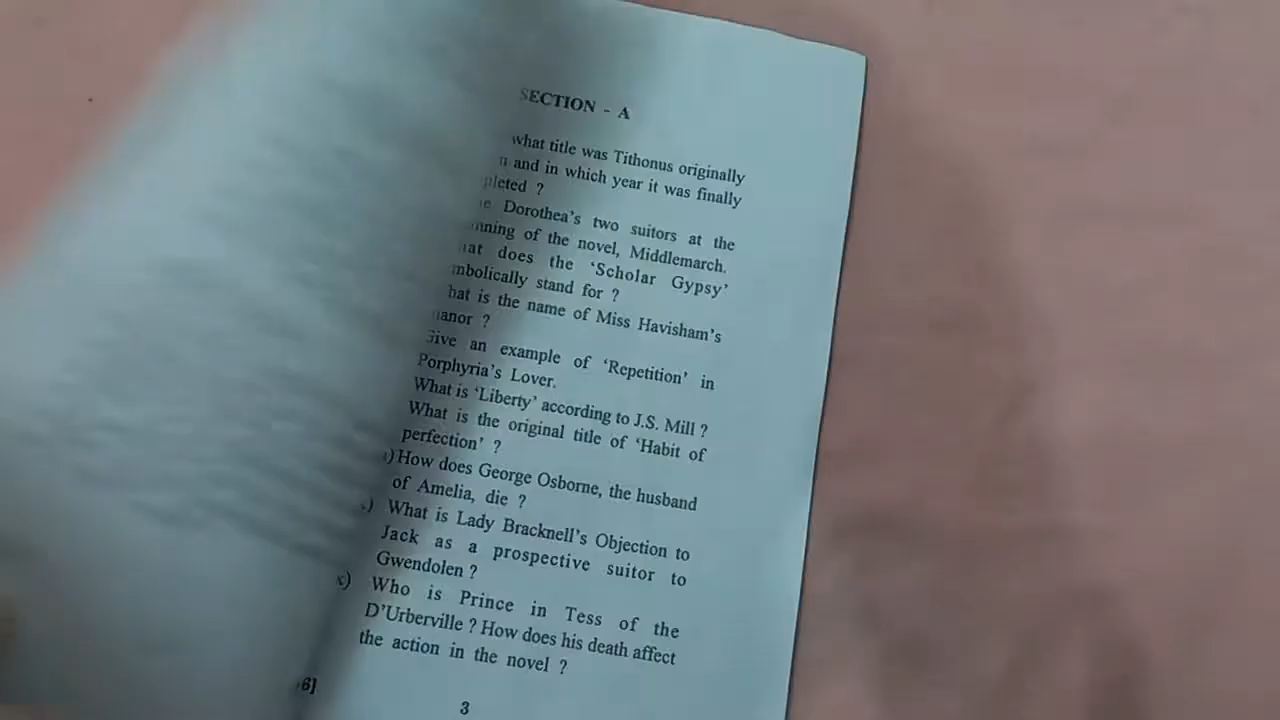 SECTION - A
what title was Tithonus originally
and in which year it was finally
pleted ?
Dorothea's two suitors at the
nning of the novel, Middlemarch.
at does the 'Scholar Gypsy'
mbolically stand for ?
hat is the name of Miss Havisham's
anor ?
Give an example of 'Repetition' in
Porphyria's Lover.
What is 'Liberty' according to J.S. Mill ?
What is the original title of 'Habit of
perfection' ?
)How does George Osborne, the husband
of Amelia, die ?
) What is Lady Bracknell's Objection to
Jack as a prospective suitor to
Gwendolen ?
x) Who is Prince in Tess of the
D'Urberville ? How does his death affect
the action in the novel ?
6]
3